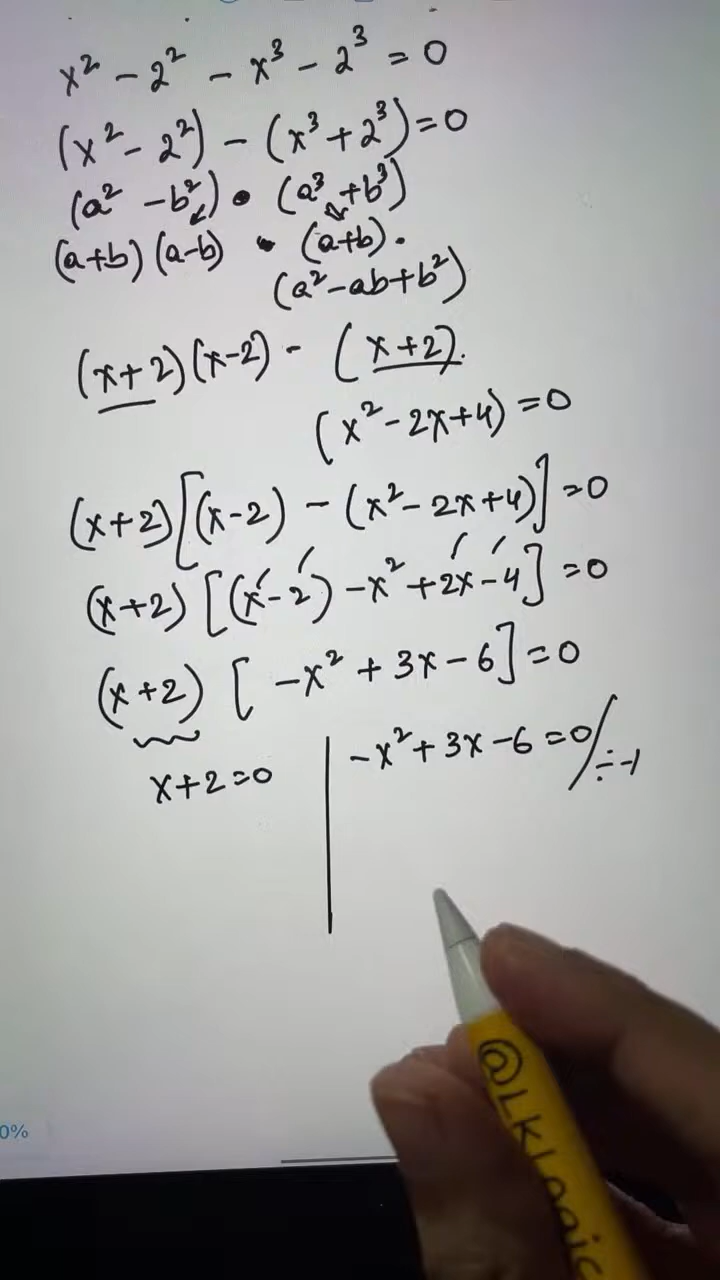 x² - 2² - x³ - 2³ = 0
(x² - 2²) - (x³ + 2³) = 0
(a² - b²) • (a³ + b³)
(a+b)(a-b) • (a+b).
(a² - ab + b²)
(x+2)(x-2) - (x+2).
(x² - 2x + 4) = 0
(x+2)[(x-2) - (x² - 2x + 4)] = 0
(x+2)[(x-2) - x² + 2x - 4] = 0
(x+2)[-x² + 3x - 6] = 0
x+2=0
-x² + 3x - 6 = 0 / ÷-1
@LKLogic
0%